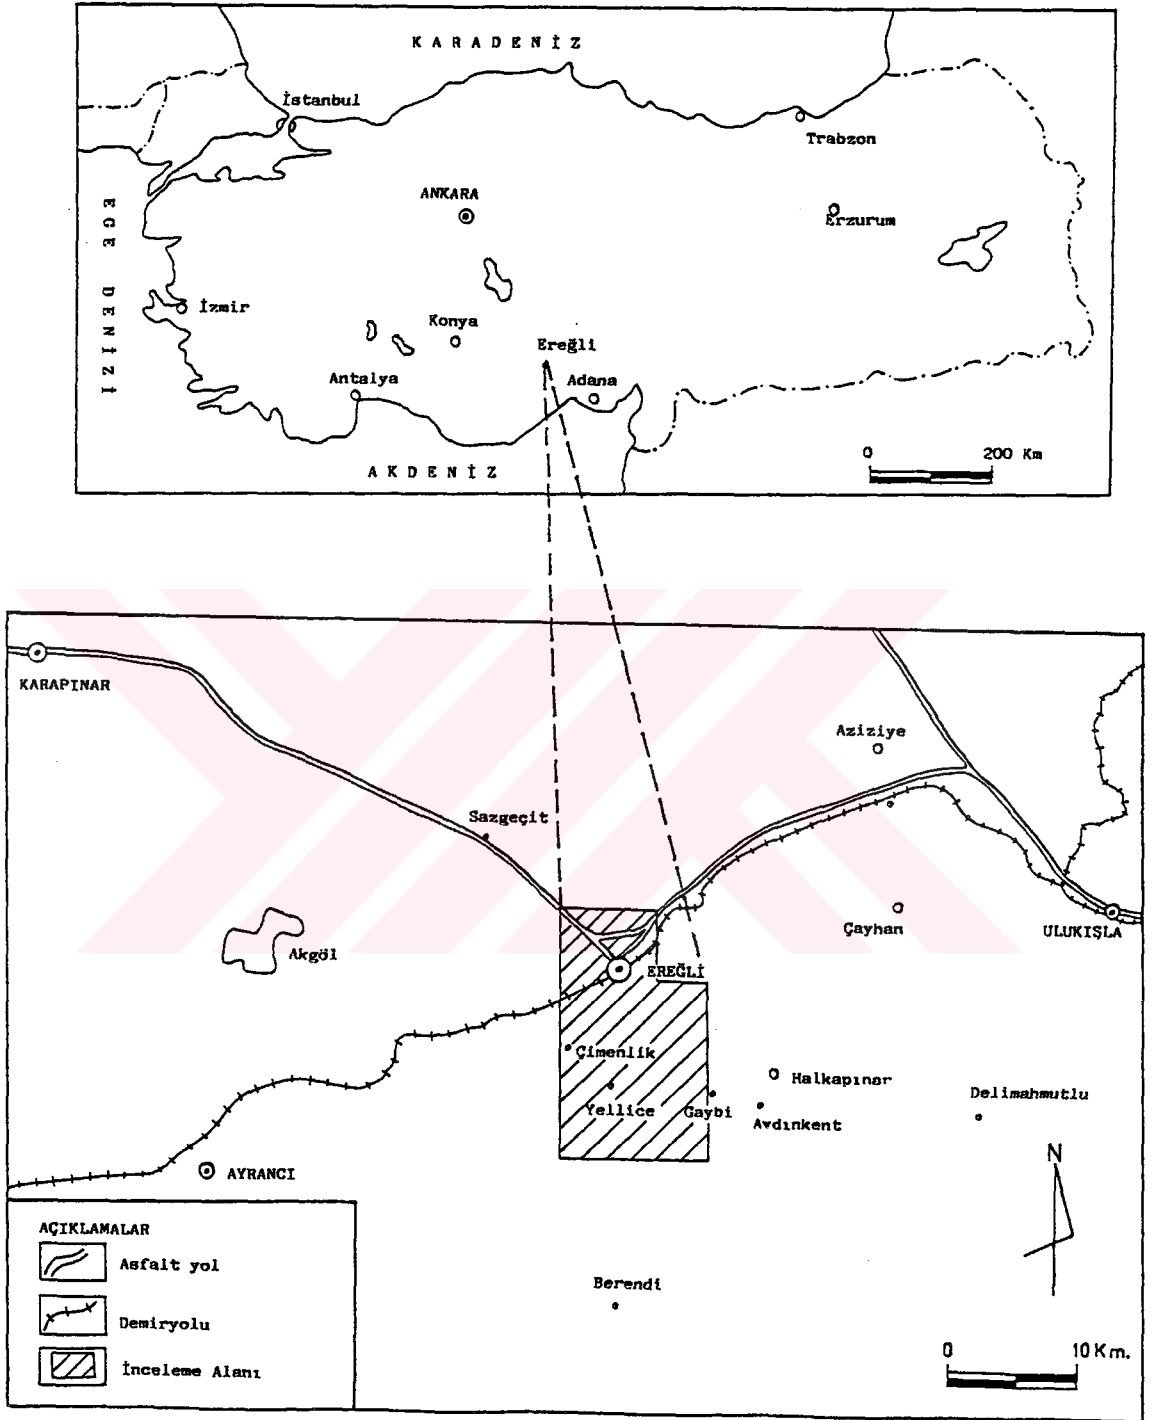 KARADENİZ
İstanbul
Trabzon
ANKARA
Erzurum
EGE DENİZİ
İzmir
Konya
Ereğli
Antalya
Adana
0 200 Km
AKDENİZ
KARAPINAR
Aziziye
Sazgeçit
Çayhan
ULUKIŞLA
Akgöl
EREĞLİ
Çimenlik
Halkapınar
Delimahmutlu
Yellice
Gaybi
Aydınkent
N
AYRANCI
AÇIKLAMALAR
Asfalt yol
Demiryolu
İnceleme Alanı
Berendi
0 10 Km.